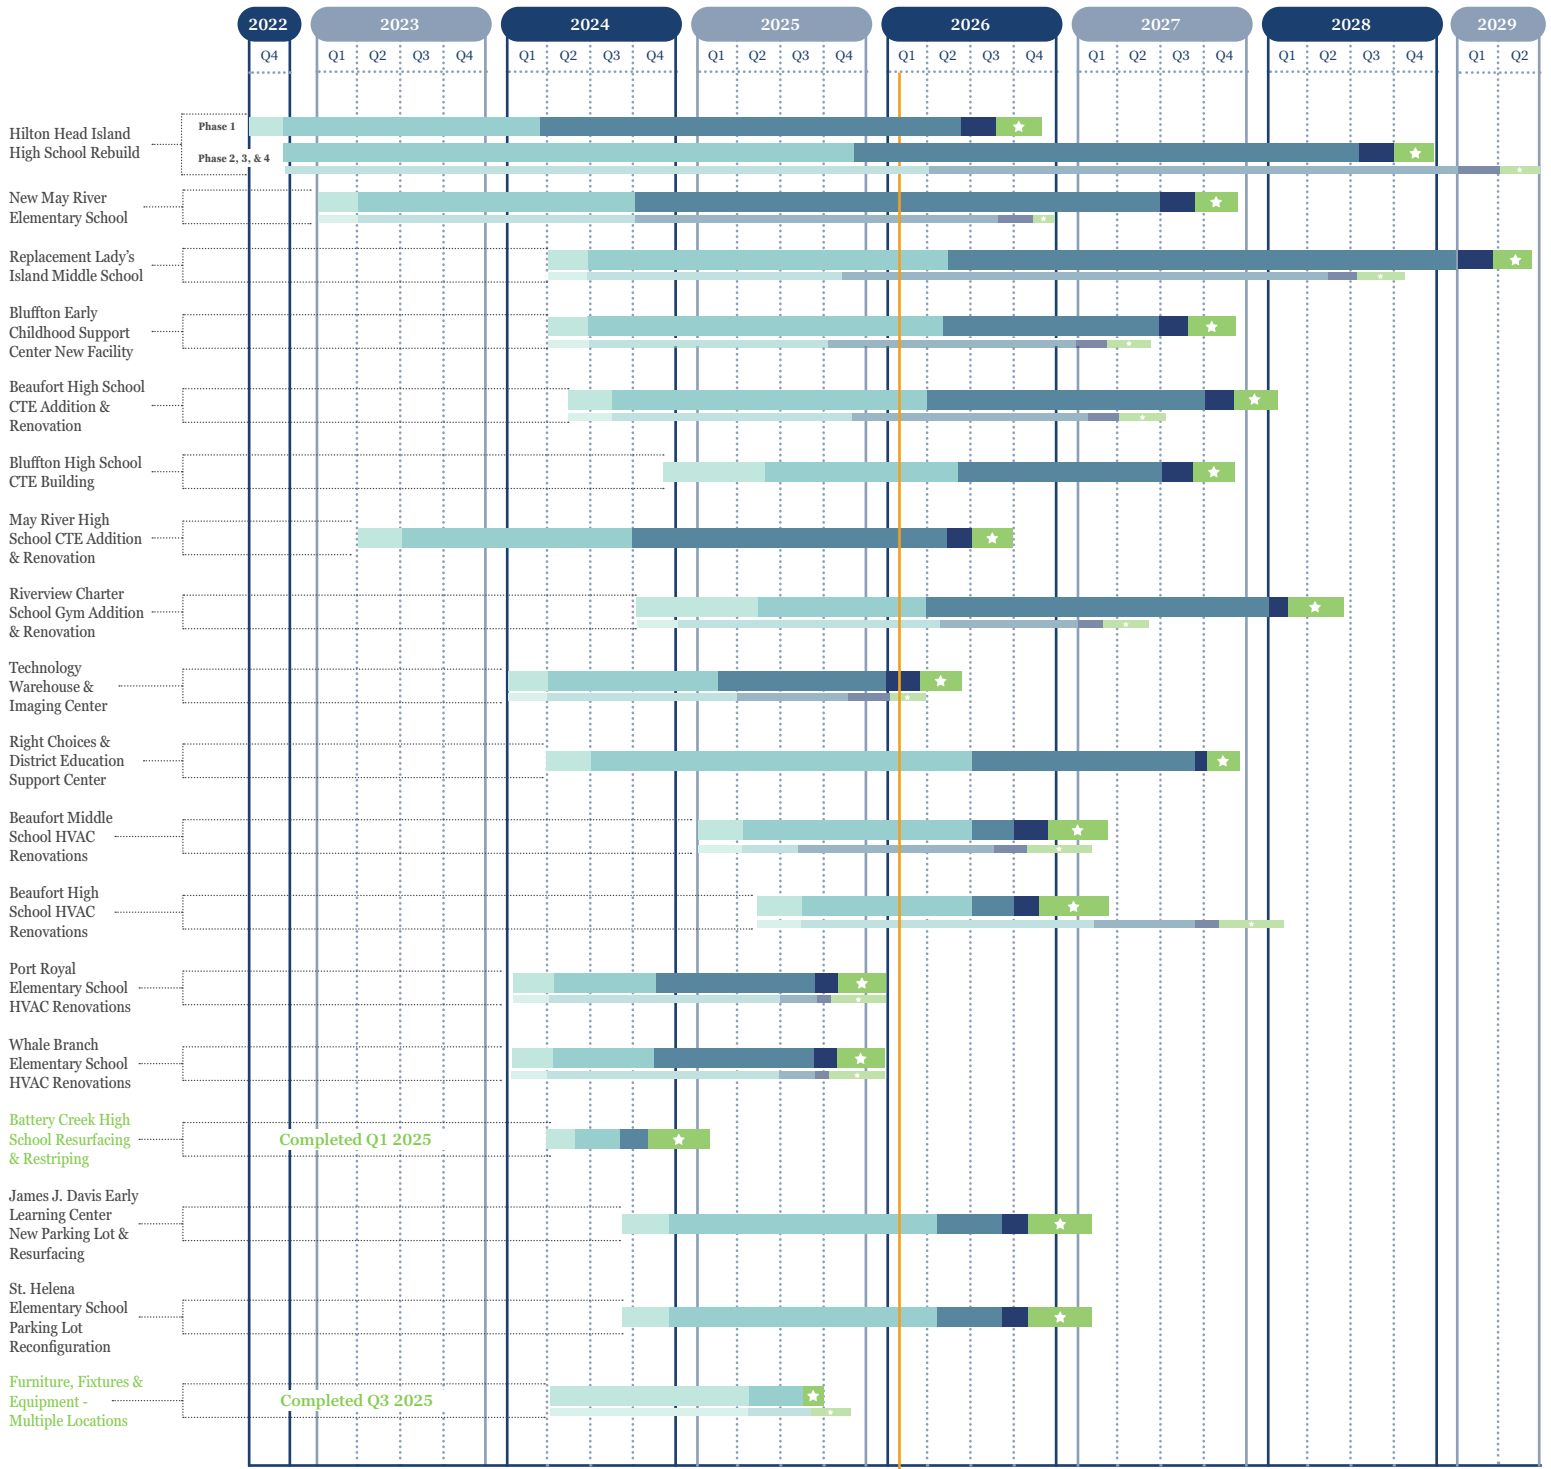 2022 2023 2024 2025 2026 2027 2028 2029
Q4 Q1 Q2 Q3 Q4 Q1 Q2 Q3 Q4 Q1 Q2 Q3 Q4 Q1 Q2 Q3 Q4 Q1 Q2 Q3 Q4 Q1 Q2 Q3 Q4 Q1 Q2
Hilton Head Island
High School Rebuild
Phase 1
Phase 2, 3, & 4
New May River
Elementary School
Replacement Lady’s
Island Middle School
Bluffton Early
Childhood Support
Center New Facility
Beaufort High School
CTE Addition &
Renovation
Bluffton High School
CTE Building
May River High
School CTE Addition
& Renovation
Riverview Charter
School Gym Addition
& Renovation
Technology
Warehouse &
Imaging Center
Right Choices &
District Education
Support Center
Beaufort Middle
School HVAC
Renovations
Beaufort High
School HVAC
Renovations
Port Royal
Elementary School
HVAC Renovations
Whale Branch
Elementary School
HVAC Renovations
Battery Creek High
School Resurfacing
& Restriping
Completed Q1 2025
James J. Davis Early
Learning Center
New Parking Lot &
Resurfacing
St. Helena
Elementary School
Parking Lot
Reconfiguration
Furniture, Fixtures &
Equipment -
Multiple Locations
Completed Q3 2025